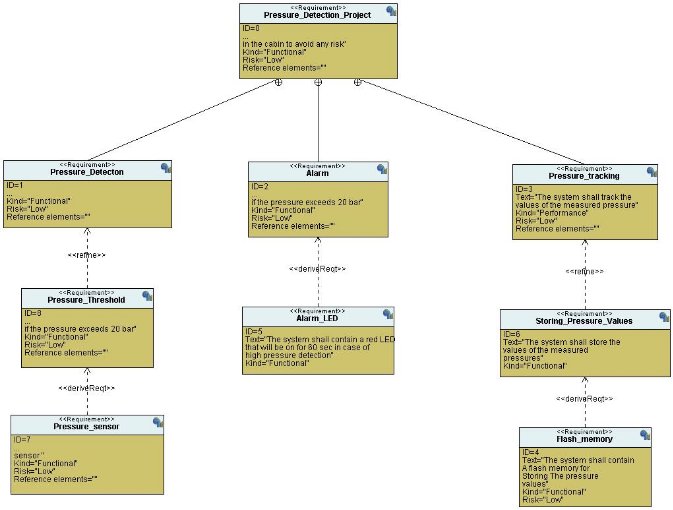 <<Requirement>>
Pressure_Detection_Project
ID=0
...
in the cabin to avoid any risk"
Kind="Functional"
Risk="Low"
Reference elements=""
<<Requirement>>
Pressure_Detecton
ID=1
...
Kind="Functional"
Risk="Low"
Reference elements=""
<<Requirement>>
Alarm
ID=2
if the pressure exceeds 20 bar"
Kind="Functional"
Risk="Low"
Reference elements=""
<<Requirement>>
Pressure_tracking
ID=3
Text="The system shall track the
values of the measured pressure"
Kind="Performance"
Risk="Low"
Reference elements=""
<<refine>>
<<deriveReqt>>
<<refine>>
<<Requirement>>
Pressure_Threshold
ID=8
...
if the pressure exceeds 20 bar"
Kind="Functional"
Risk="Low"
Reference elements=""
<<Requirement>>
Alarm_LED
ID=5
Text="The system shall contain a red LED
that will be on for 60 sec in case of
high pressure detection"
Kind="Functional"
<<Requirement>>
Storing_Pressure_Values
ID=6
Text="The system shall store the
values of the measured
pressures"
Kind="Functional"
<<deriveReqt>>
<<deriveReqt>>
<<Requirement>>
Pressure_sensor
ID=7
sensor "
Kind="Functional"
Risk="Low"
Reference elements=""
<<Requirement>>
Flash_memory
ID=4
Text="The system shall contain
A flash memory for
Storing The pressure
values"
Kind="Functional"
Risk="Low"